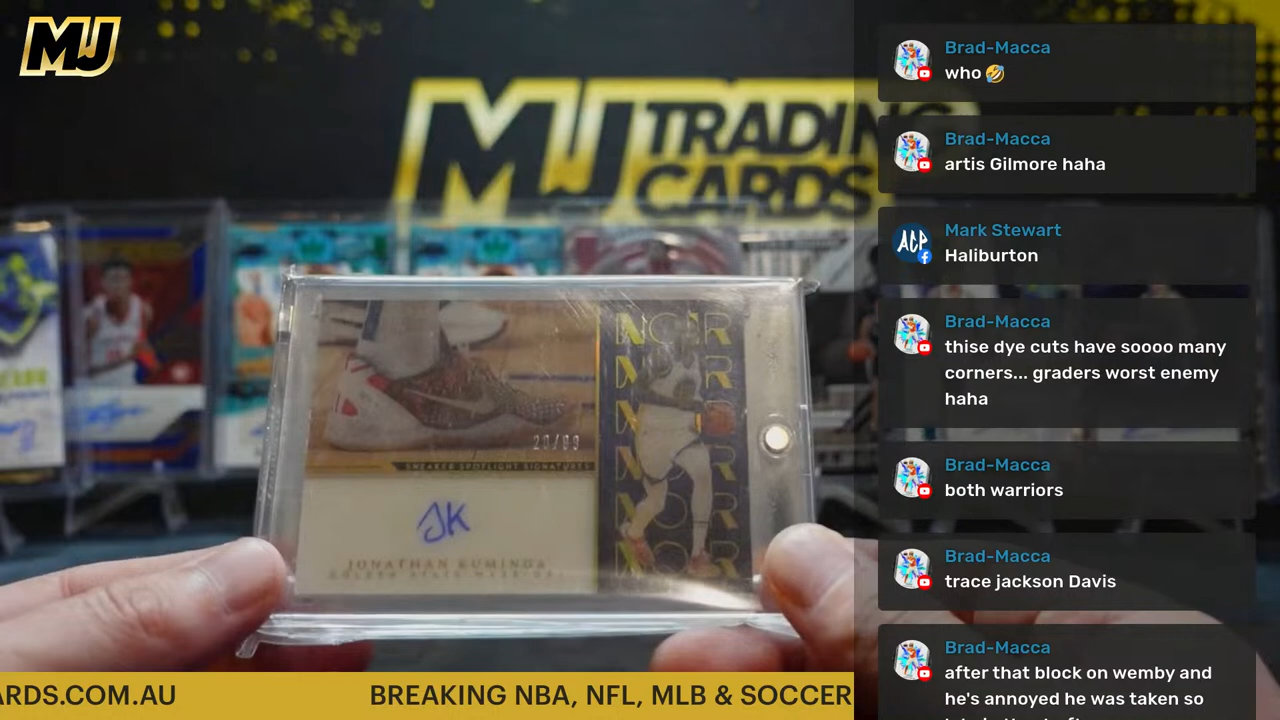 MJ
MJ TRADING
CARDS
NOIR
29/99
SNEAKER SPOTLIGHT SIGNATURES
JK
JONATHAN KUMINGA
ARDS.COM.AU
BREAKING NBA, NFL, MLB & SOCCER
Brad-Macca
who 🤣
Brad-Macca
artis Gilmore haha
ACP
Mark Stewart
Haliburton
Brad-Macca
thise dye cuts have soooo many
corners... graders worst enemy
haha
Brad-Macca
both warriors
Brad-Macca
trace jackson Davis
Brad-Macca
after that block on wemby and
he's annoyed he was taken so